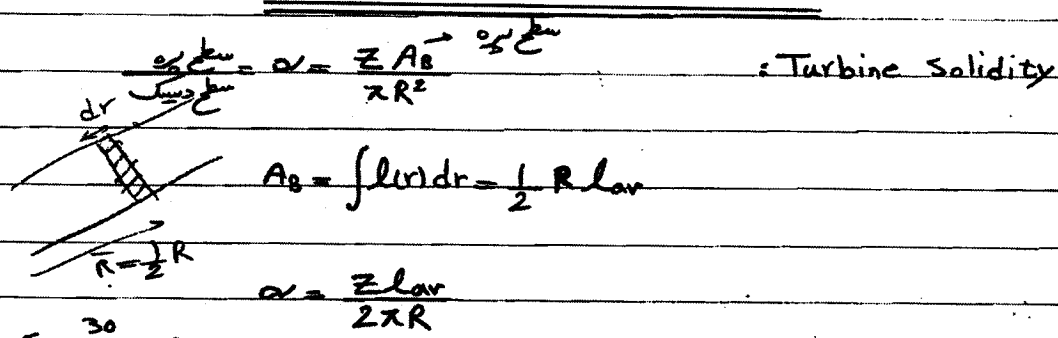 Turbine Solidity:
سطح پره / سطح دیسک = σ = Z A_B / πR² → سطح پره
dr
A_B = ∫ l(r) dr = 1/2 R l_av
r̄ = 1/2 R
σ = Z l_av / 2πR
30